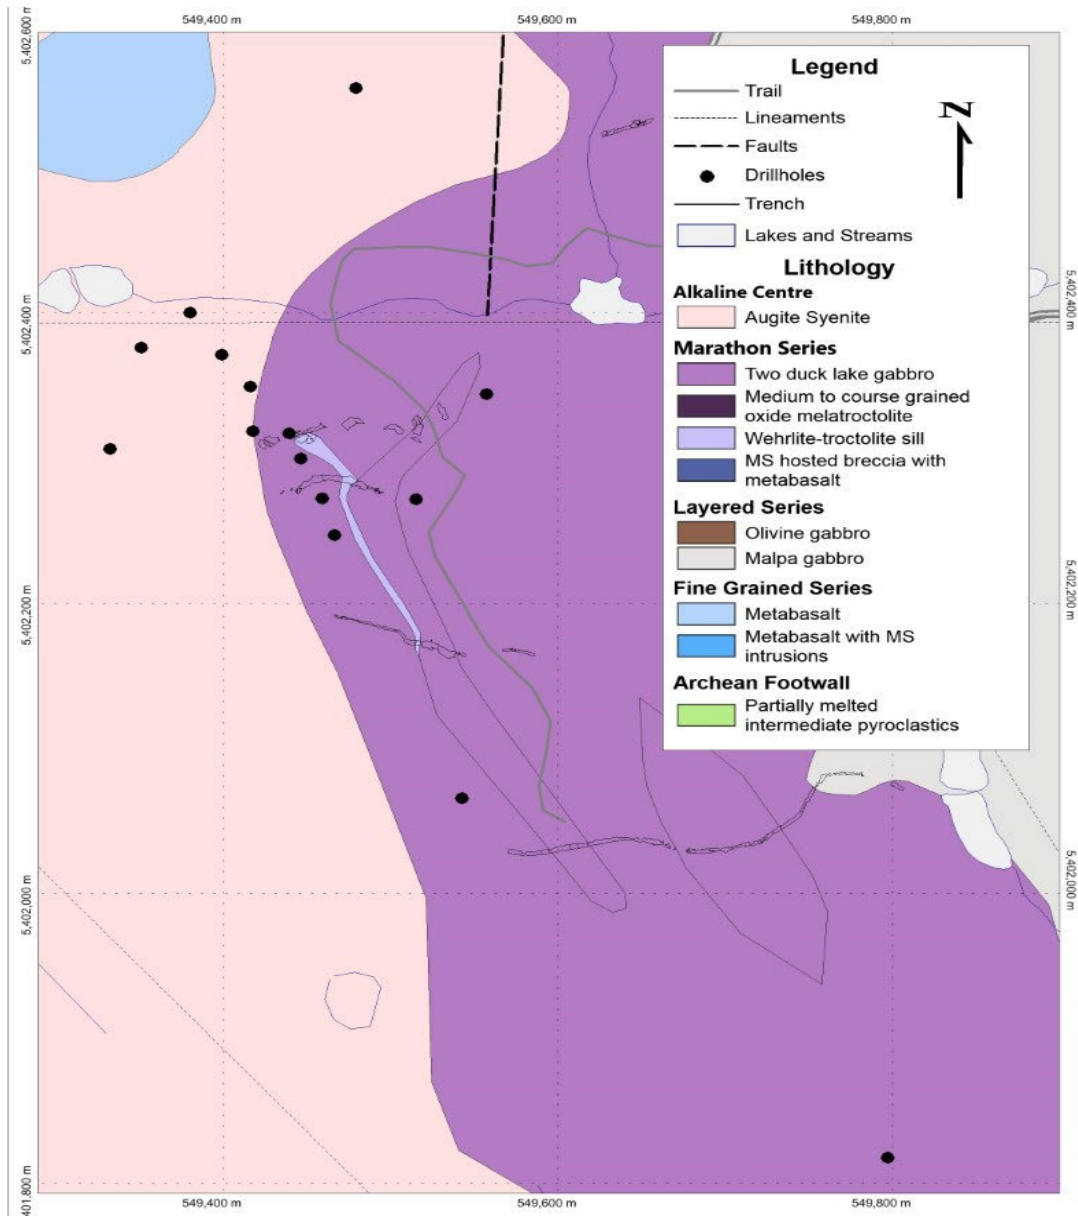 549,400 m
549,600 m
549,800 m
5,402,600 m
5,402,400 m
5,402,200 m
5,402,000 m
Legend
Trail
Lineaments
Faults
Drillholes
Trench
Lakes and Streams
N
Lithology
Alkaline Centre
Augite Syenite
Marathon Series
Two duck lake gabbro
Medium to course grained
oxide melatroctolite
Wehrlite-troctolite sill
MS hosted breccia with
metabasalt
Layered Series
Olivine gabbro
Malpa gabbro
Fine Grained Series
Metabasalt
Metabasalt with MS
intrusions
Archean Footwall
Partially melted
intermediate pyroclastics
5,402,400 m
5,402,200 m
5,402,000 m
401,800 m
549,400 m
549,600 m
549,800 m